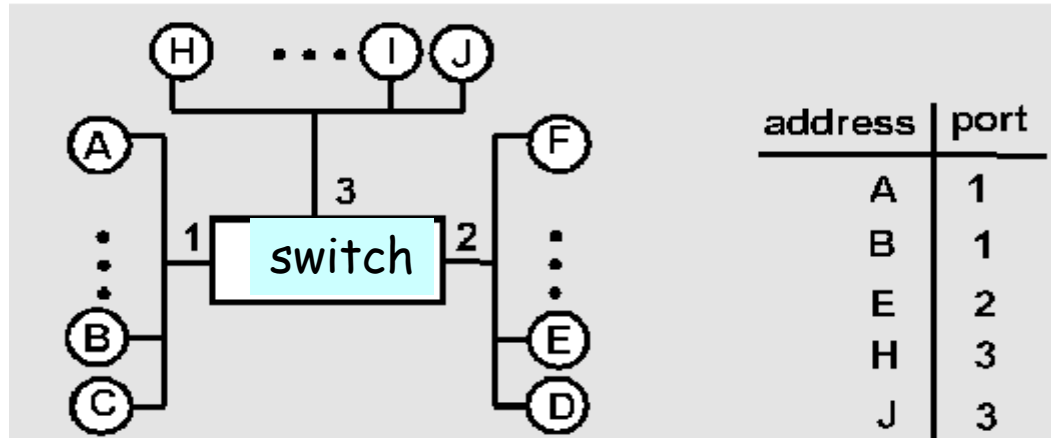 H ... I J
A
F
3
1
switch
2
B
E
C
D
address port
A 1
B 1
E 2
H 3
J 3